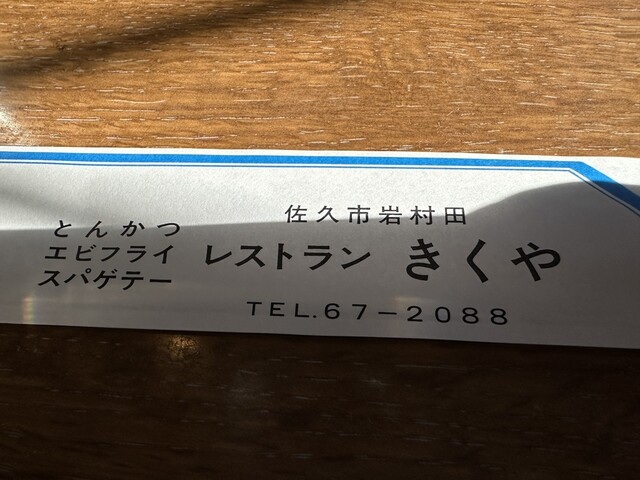 佐久市岩村田
とんかつ
エビフライ
スパゲテー
レストラン きくや
TEL.67-2088